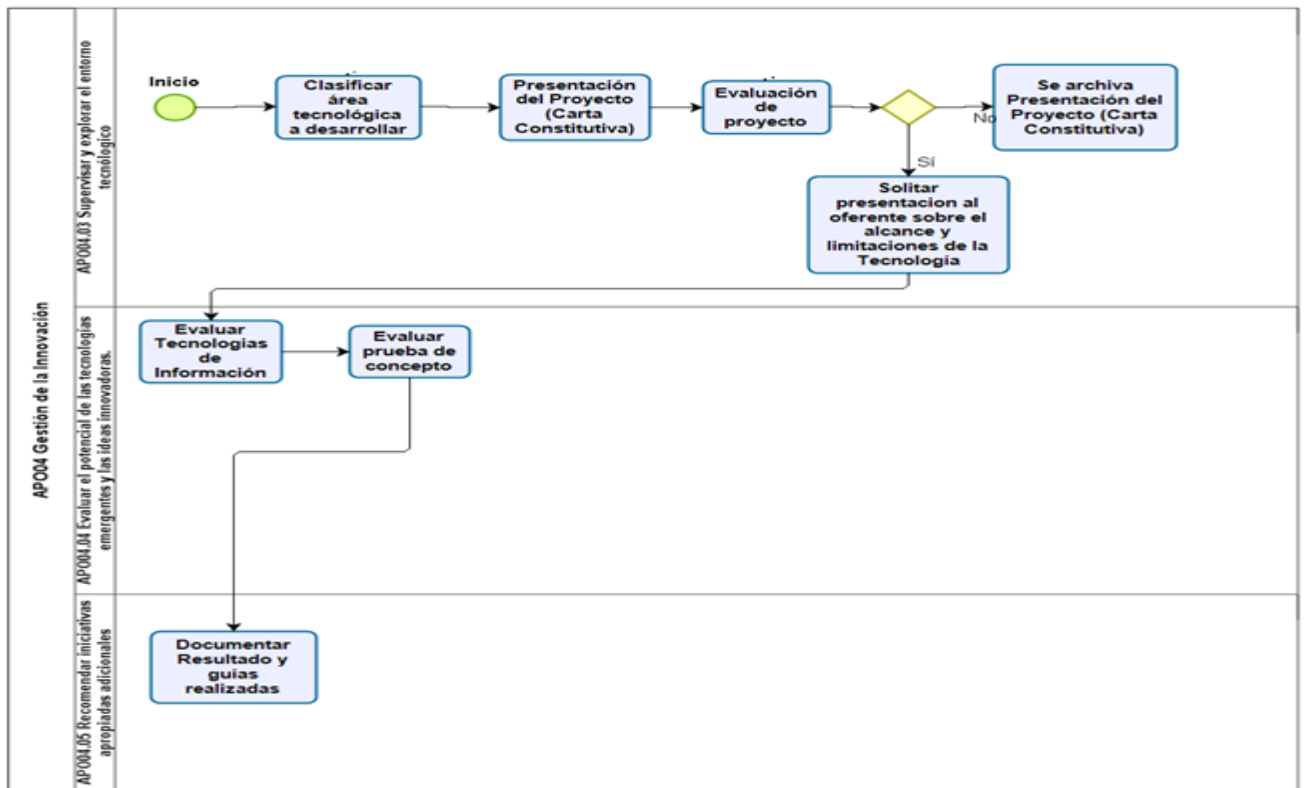 APO04 Gestión de la Innovación
APO04.03 Supervisar y explorar el entorno
tecnólogico
Inicio
Clasificar
área
tecnológica
a desarrollar
Presentación
del Proyecto
(Carta
Constitutiva)
Evaluación
de
proyecto
No
Se archiva
Presentación del
Proyecto (Carta
Constitutiva)
Sí
Solitar
presentacion al
oferente sobre el
alcance y
limitaciones de la
Tecnología
APO04.04 Evaluar el potencial de las tecnologías
emergentes y las ideas innovadoras.
Evaluar
Tecnologias
de
Información
Evaluar
prueba de
concepto
APO04.05 Recomendar iniciativas
apropiadas adicionales
Documentar
Resultado y
guías
realizadas